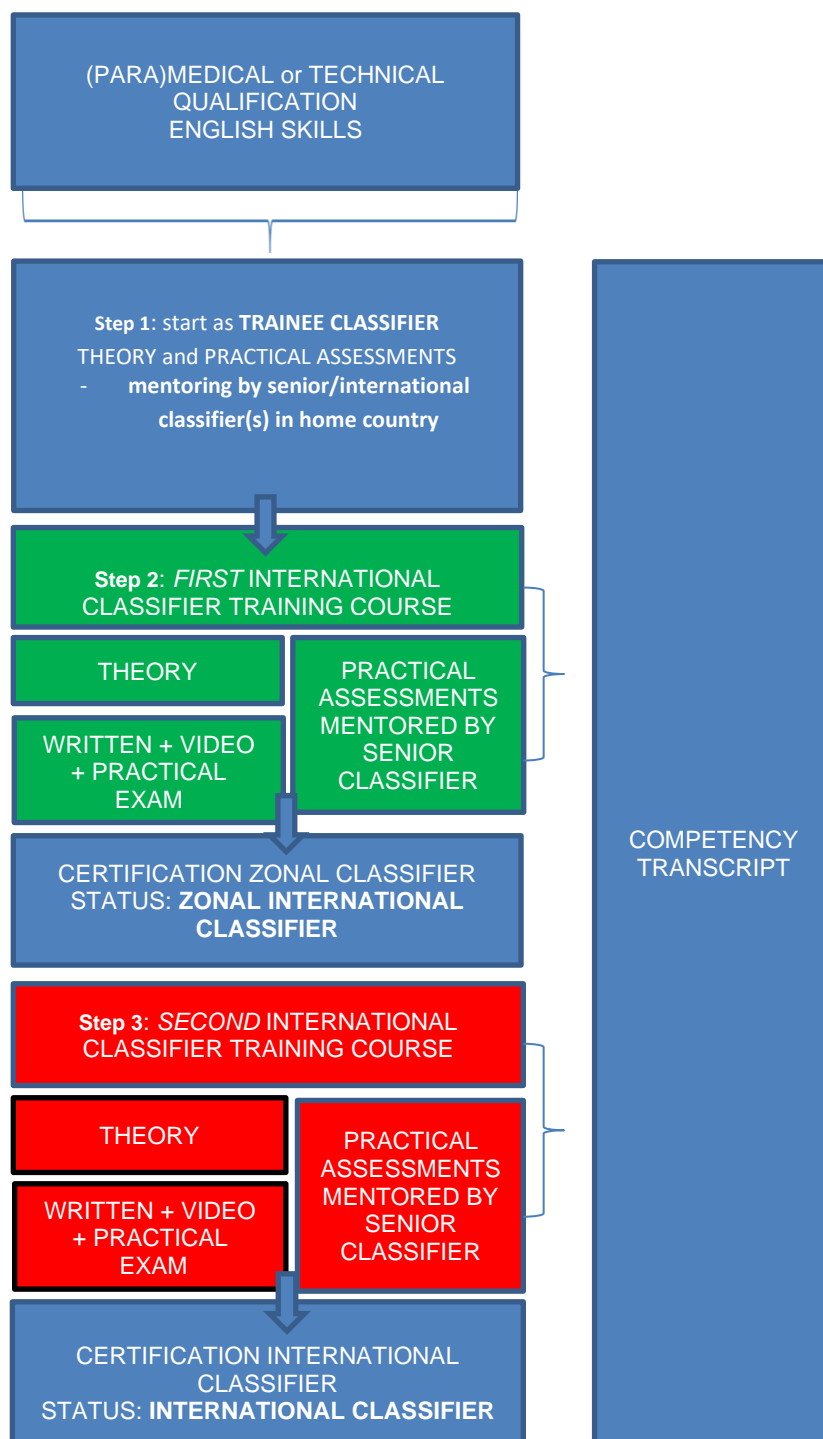 (PARA)MEDICAL or TECHNICAL
QUALIFICATION
ENGLISH SKILLS
Step 1: start as TRAINEE CLASSIFIER
THEORY and PRACTICAL ASSESSMENTS
- mentoring by senior/international
classifier(s) in home country
Step 2: FIRST INTERNATIONAL
CLASSIFIER TRAINING COURSE
THEORY
WRITTEN + VIDEO
+ PRACTICAL
EXAM
PRACTICAL
ASSESSMENTS
MENTORED BY
SENIOR
CLASSIFIER
CERTIFICATION ZONAL CLASSIFIER
STATUS: ZONAL INTERNATIONAL
CLASSIFIER
Step 3: SECOND INTERNATIONAL
CLASSIFIER TRAINING COURSE
THEORY
WRITTEN + VIDEO
+ PRACTICAL
EXAM
PRACTICAL
ASSESSMENTS
MENTORED BY
SENIOR
CLASSIFIER
CERTIFICATION INTERNATIONAL
CLASSIFIER
STATUS: INTERNATIONAL CLASSIFIER
COMPETENCY
TRANSCRIPT